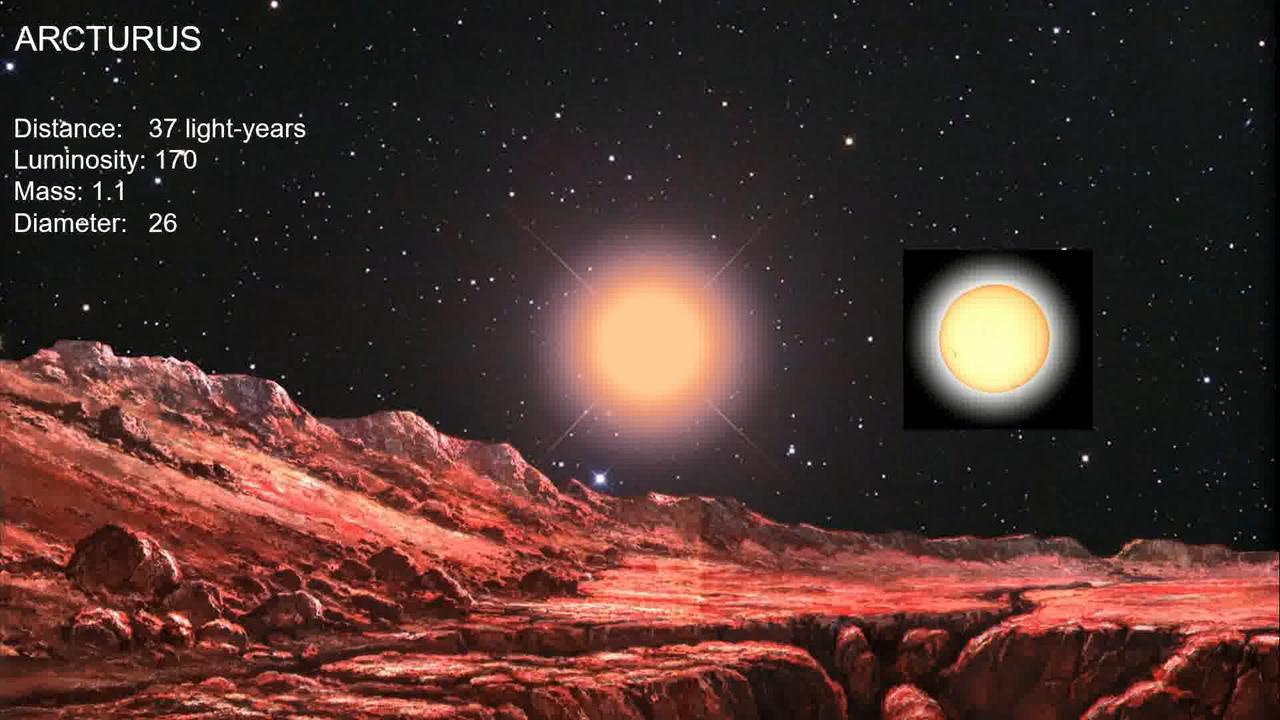 ARCTURUS
Distance: 37 light-years
Luminosity: 170
Mass: 1.1
Diameter: 26